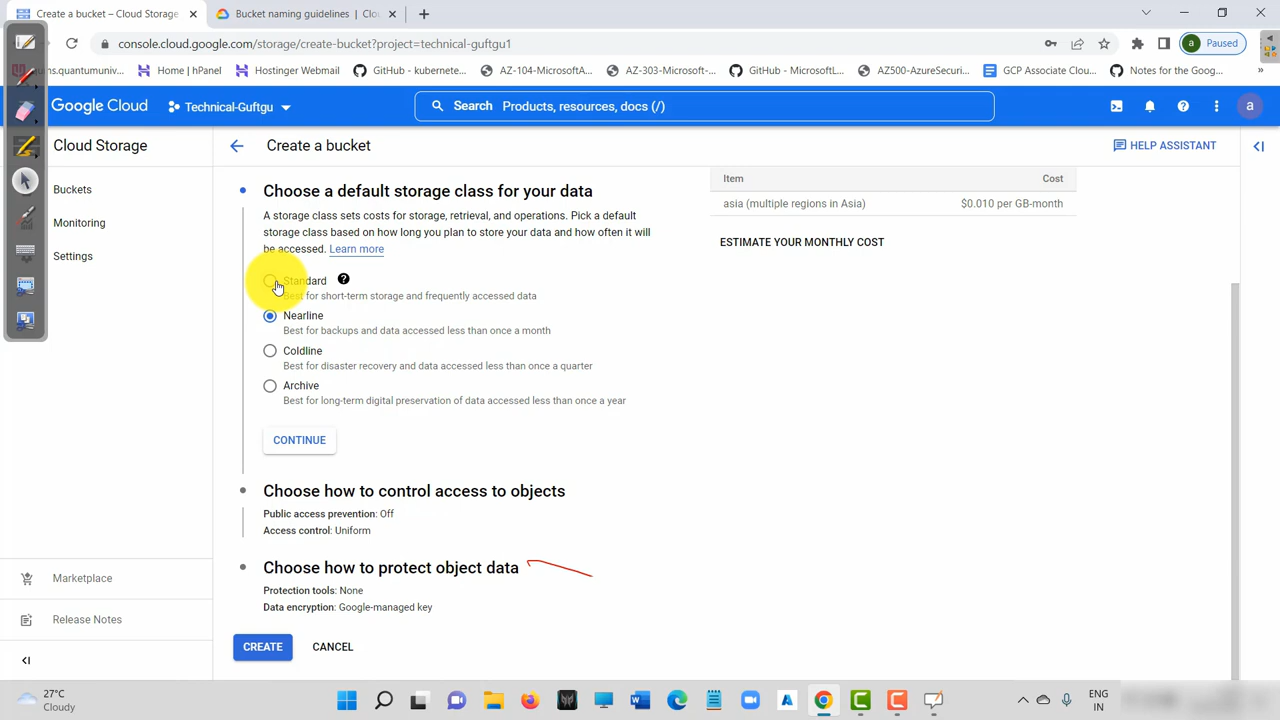 Create a bucket – Cloud Storage
Bucket naming guidelines | Clou
console.cloud.google.com/storage/create-bucket?project=technical-guftgu1
Paused
ums.quantumuniv...
Home | hPanel
Hostinger Webmail
GitHub - kubernete...
AZ-104-MicrosoftA...
AZ-303-Microsoft-...
GitHub - MicrosoftL...
AZ500-AzureSecuri...
GCP Associate Clou...
Notes for the Goog...
»
Google Cloud
Technical-Guftgu
Search Products, resources, docs (/)
a
Cloud Storage
Create a bucket
HELP ASSISTANT
Buckets
Monitoring
Settings
Choose a default storage class for your data
A storage class sets costs for storage, retrieval, and operations. Pick a default
storage class based on how long you plan to store your data and how often it will
be accessed. Learn more
Standard
Best for short-term storage and frequently accessed data
Nearline
Best for backups and data accessed less than once a month
Coldline
Best for disaster recovery and data accessed less than once a quarter
Archive
Best for long-term digital preservation of data accessed less than once a year
CONTINUE
Item Cost
asia (multiple regions in Asia) $0.010 per GB-month
ESTIMATE YOUR MONTHLY COST
Choose how to control access to objects
Public access prevention: Off
Access control: Uniform
Choose how to protect object data
Protection tools: None
Data encryption: Google-managed key
CREATE
CANCEL
Marketplace
Release Notes
27°C
Cloudy
ENG
IN